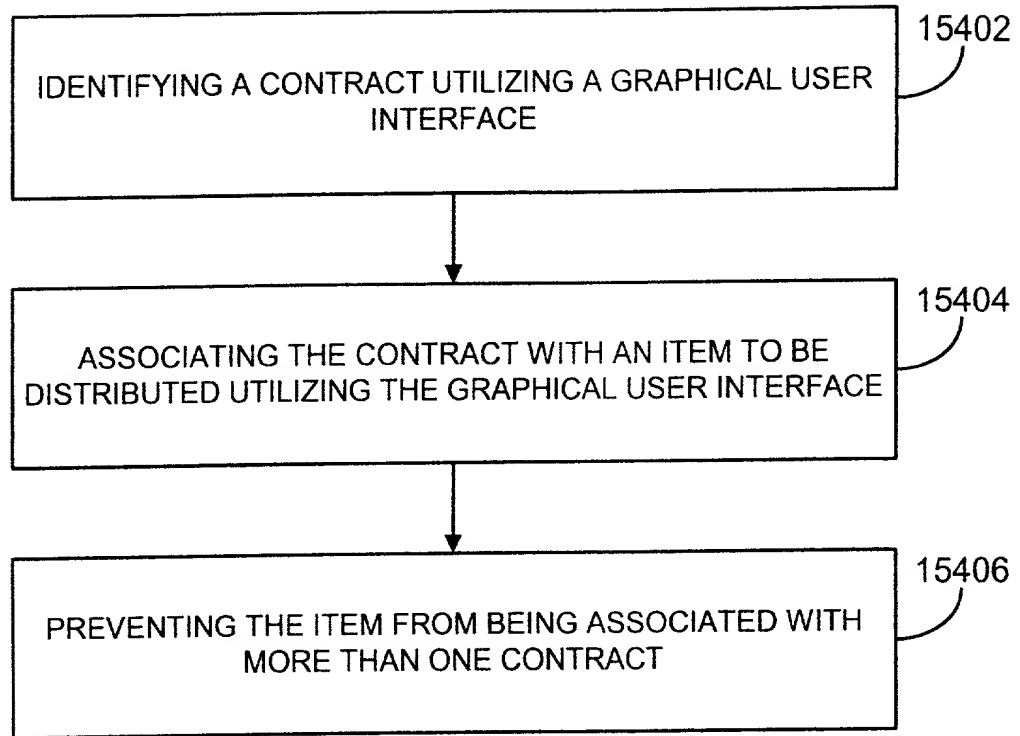 15402
IDENTIFYING A CONTRACT UTILIZING A GRAPHICAL USER
INTERFACE
15404
ASSOCIATING THE CONTRACT WITH AN ITEM TO BE
DISTRIBUTED UTILIZING THE GRAPHICAL USER INTERFACE
15406
PREVENTING THE ITEM FROM BEING ASSOCIATED WITH
MORE THAN ONE CONTRACT